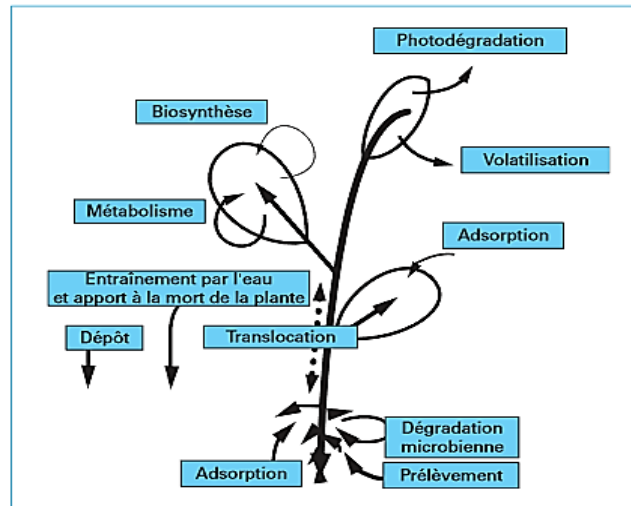 Photodégradation
Biosynthèse
Volatilisation
Métabolisme
Adsorption
Entraînement par l'eau
et apport à la mort de la plante
Dépôt
Translocation
Dégradation
microbienne
Adsorption
Prélèvement